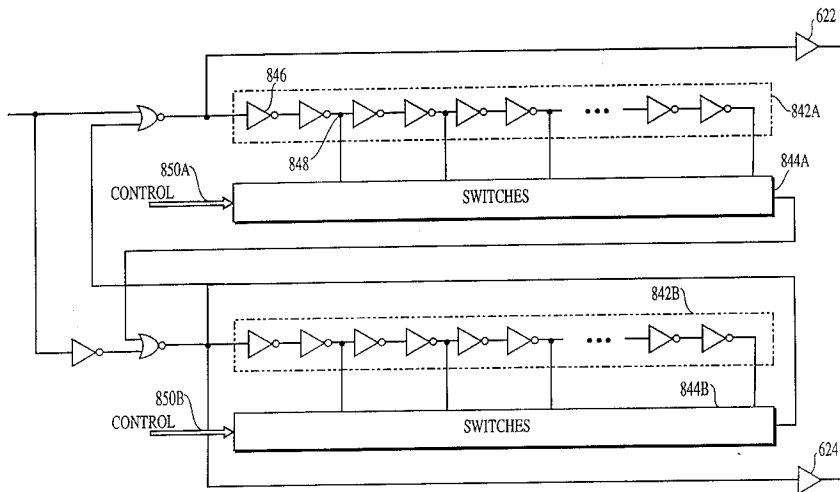 622
846
842A
848
850A
844A
CONTROL
SWITCHES
842B
850B
844B
CONTROL
SWITCHES
624